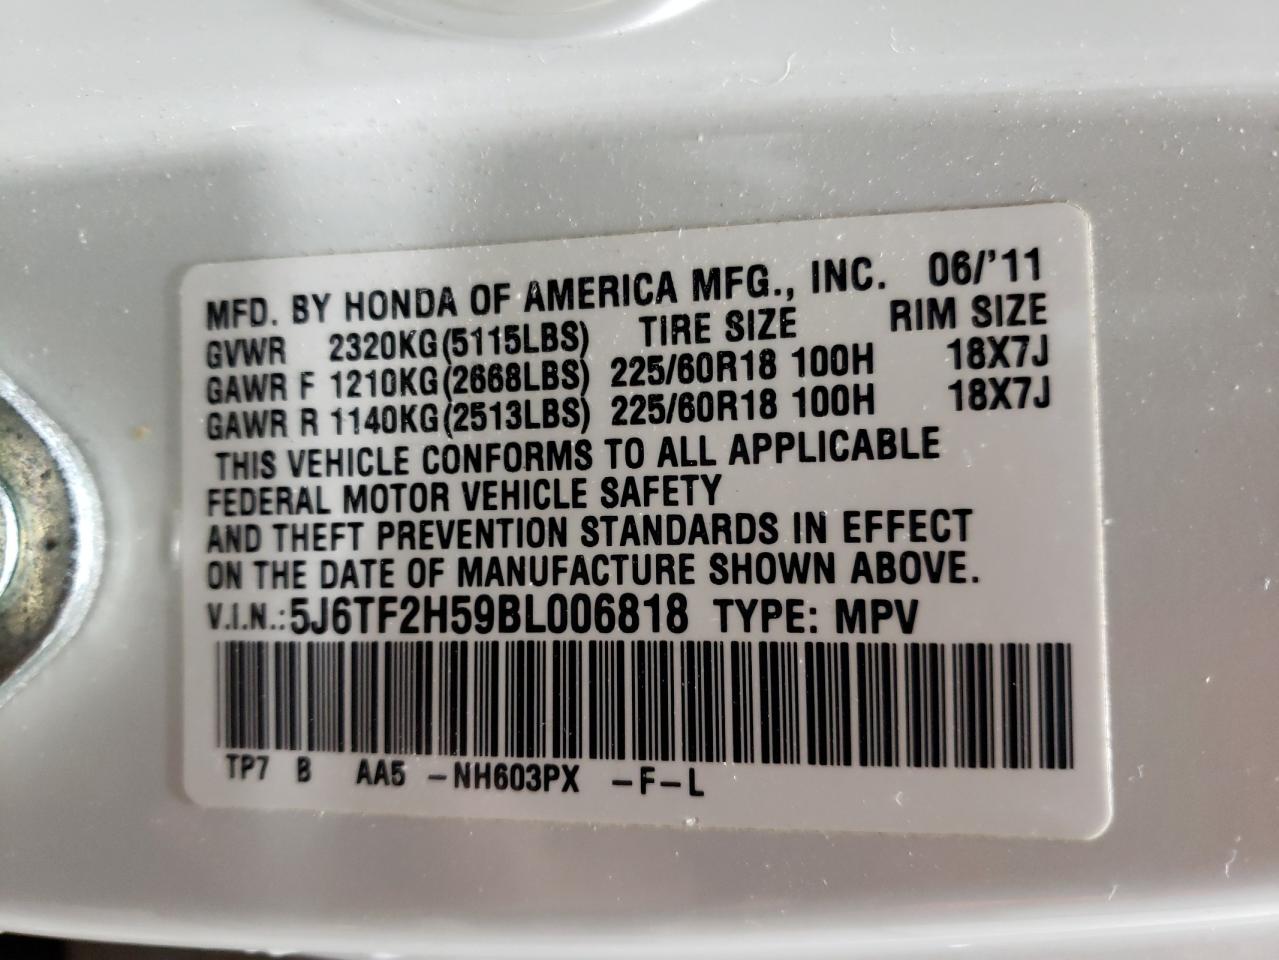 MFD. BY HONDA OF AMERICA MFG., INC. 06/'11
GVWR 2320KG(5115LBS) TIRE SIZE RIM SIZE
GAWR F 1210KG(2668LBS) 225/60R18 100H 18X7J
GAWR R 1140KG(2513LBS) 225/60R18 100H 18X7J
THIS VEHICLE CONFORMS TO ALL APPLICABLE
FEDERAL MOTOR VEHICLE SAFETY
AND THEFT PREVENTION STANDARDS IN EFFECT
ON THE DATE OF MANUFACTURE SHOWN ABOVE.
V.I.N.:5J6TF2H59BL006818 TYPE: MPV
TP7 B AA5 -NH603PX -F-L